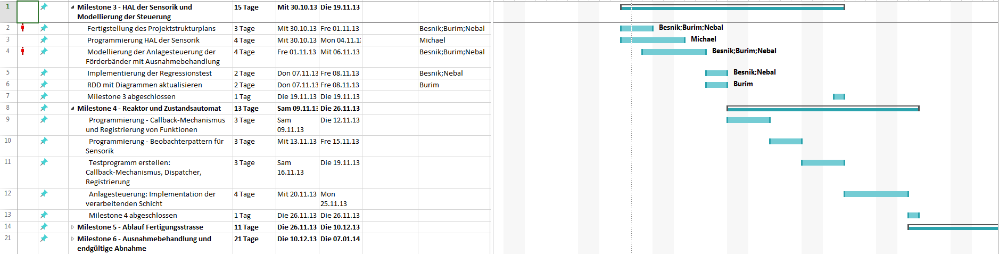 1 Milestone 3 - HAL der Sensorik und 15 Tage Mit 30.10.13 Die 19.11.13
Modellierung der Steuerung
2 Fertigstellung des Projektstrukturplans 3 Tage Mit 30.10.13 Fre 01.11.13 Besnik;Burim;Nebal Besnik;Burim;Nebal
3 Programmierung HAL der Sensorik 4 Tage Mit 30.10.13 Mon 04.11.1 Michael Michael
4 Modellierung der Anlagesteuerung der 4 Tage Fre 01.11.13 Mit 06.11.13 Besnik;Burim;Nebal Besnik;Burim;Nebal
Förderbänder mit Ausnahmebehandlung
5 Implementierung der Regressionstest 2 Tage Don 07.11.13 Fre 08.11.13 Besnik;Nebal Besnik;Nebal
6 RDD mit Diagrammen aktualisieren 2 Tage Don 07.11.13 Fre 08.11.13 Burim Burim
7 Milestone 3 abgeschlossen 1 Tag Die 19.11.13 Die 19.11.13
8 Milestone 4 - Reaktor und Zustandsautomat 13 Tage Sam 09.11.13 Die 26.11.13
9 Programmierung - Callback-Mechanismus 3 Tage Sam Die 12.11.13
und Registrierung von Funktionen 09.11.13
10 Programmierung - Beobachterpattern für 3 Tage Mit 13.11.13 Fre 15.11.13
Sensorik
11 Testprogramm erstellen: 3 Tage Sam Die 19.11.13
Callback-Mechanismus, Dispatcher, 16.11.13
Registrierung
12 Anlagesteuerung: Implementation der 4 Tage Mit 20.11.13 Mon
verarbeitenden Schicht 25.11.13
13 Milestone 4 abgeschlossen 1 Tag Die 26.11.13 Die 26.11.13
14 Milestone 5 - Ablauf Fertigungsstrasse 11 Tage Die 26.11.13 Die 10.12.13
21 Milestone 6 - Ausnahmebehandlung und 21 Tage Die 10.12.13 Die 07.01.14
endgültige Abnahme